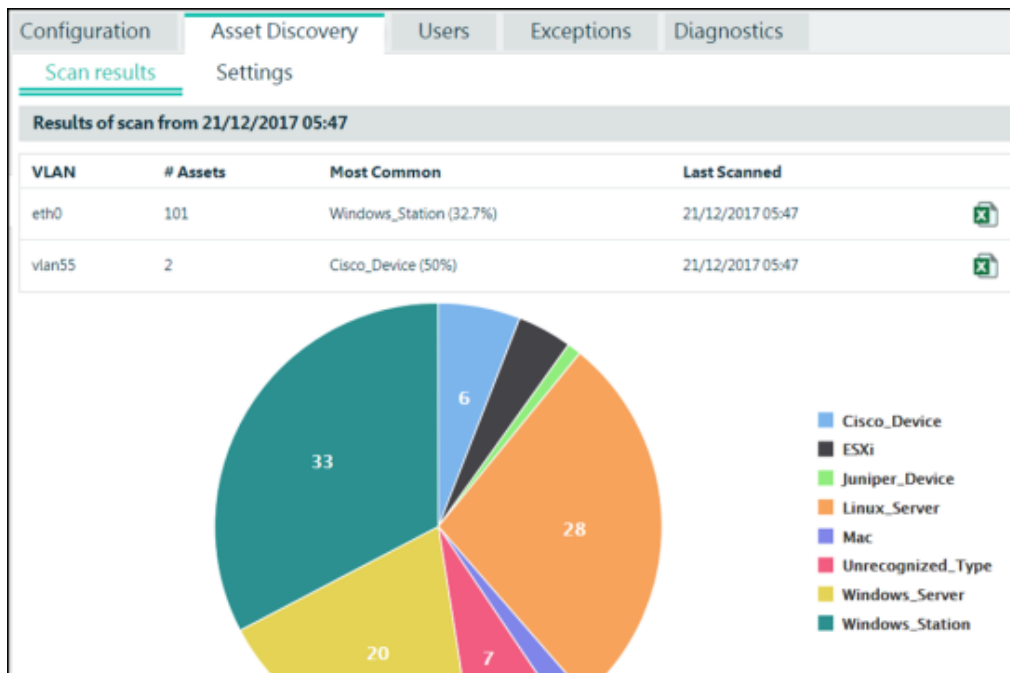 Configuration Asset Discovery Users Exceptions Diagnostics
Scan results Settings
Results of scan from 21/12/2017 05:47
VLAN # Assets Most Common Last Scanned
eth0 101 Windows_Station (32.7%) 21/12/2017 05:47
vlan55 2 Cisco_Device (50%) 21/12/2017 05:47
6
33
28
20
7
Cisco_Device
ESXi
Juniper_Device
Linux_Server
Mac
Unrecognized_Type
Windows_Server
Windows_Station